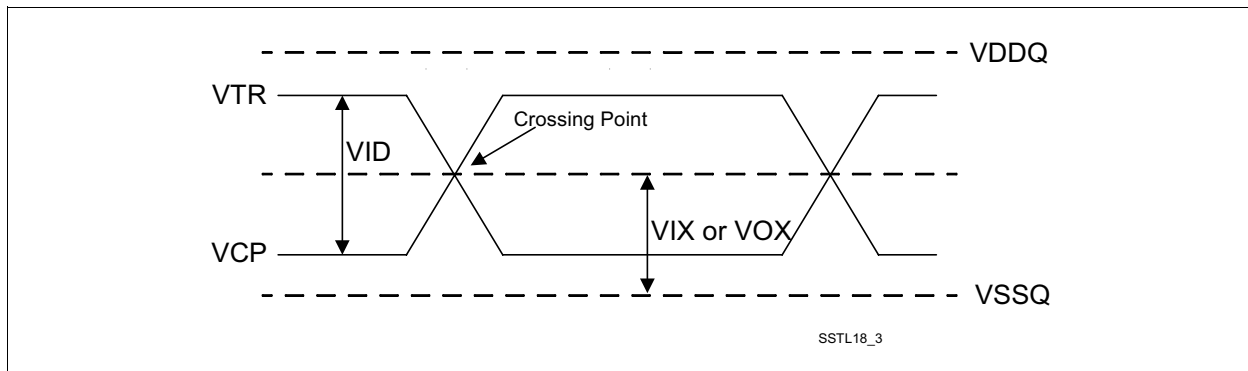 VDDQ
VTR
Crossing Point
VID
VIX or VOX
VCP
VSSQ
SSTL18_3